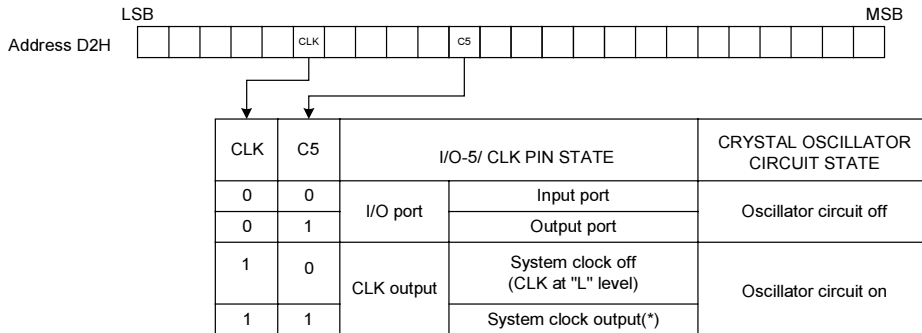 LSB MSB
Address D2H CLK C5
CLK C5 I/O-5/ CLK PIN STATE CRYSTAL OSCILLATOR
CIRCUIT STATE
0 0 I/O port Input port Oscillator circuit off
0 1 Output port
1 0 CLK output System clock off
(CLK at "L" level) Oscillator circuit on
1 1 System clock output(*)